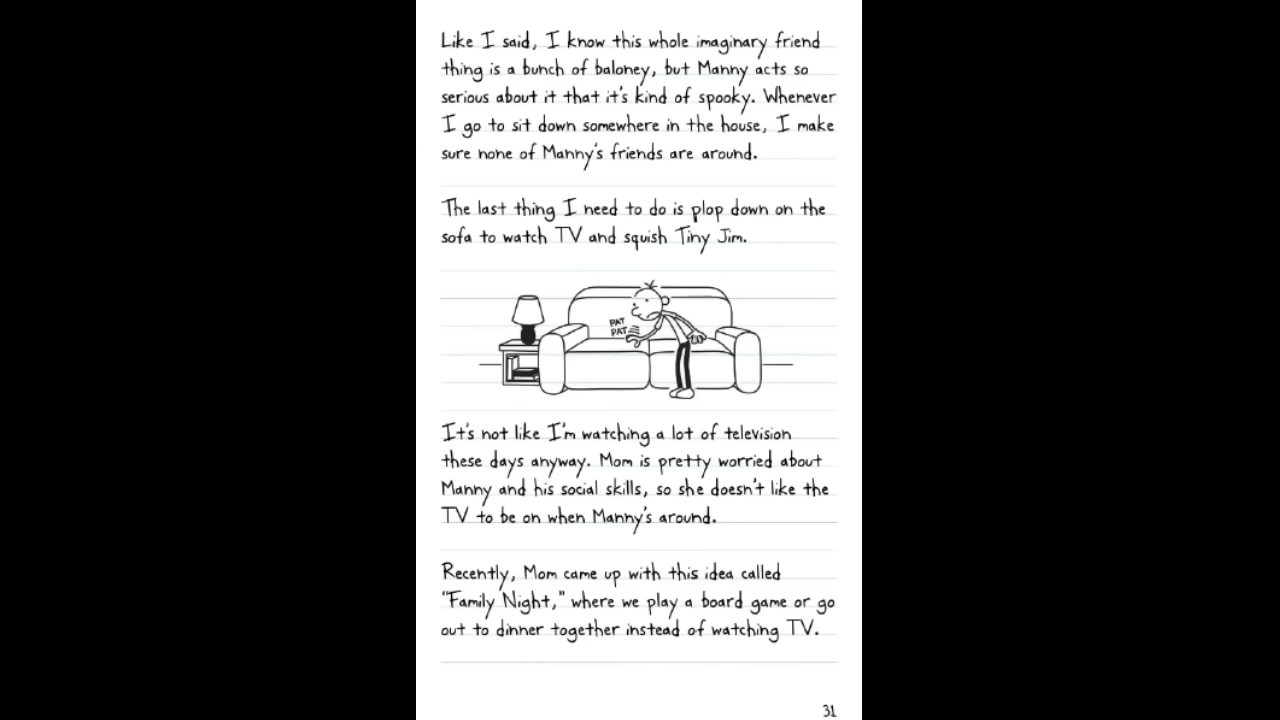 Like I said, I know this whole imaginary friend
thing is a bunch of baloney, but Manny acts so
serious about it that it's kind of spooky. Whenever
I go to sit down somewhere in the house, I make
sure none of Manny's friends are around.
The last thing I need to do is plop down on the
sofa to watch TV and squish Tiny Jim.
PAT
PAT
It's not like I'm watching a lot of television
these days anyway. Mom is pretty worried about
Manny and his social skills, so she doesn't like the
TV to be on when Manny's around.
Recently, Mom came up with this idea called
"Family Night," where we play a board game or go
out to dinner together instead of watching TV.
31